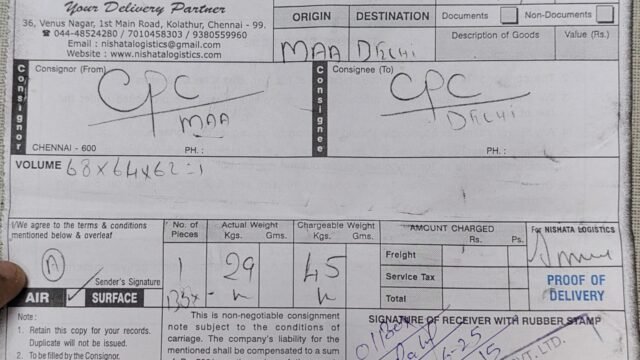 Your Delivery Partner
36, Venus Nagar, 1st Main Road, Kolathur, Chennai - 99.
☎ 044-48524280 / 7010458303 / 9380559960
Email : nishatalogistics@gmail.com
Website : www.nishatalogistics.com
ORIGIN
DESTINATION
MAA
DELHI
Documents
Non-Documents
Description of Goods
Value (Rs.)
Consignor
Consignor (From)
CPC
MAA
CHENNAI - 600
PH. :
Consignee
Consignee (To)
CPC
DELHI
PH. :
VOLUME
68x64x62=1
I/We agree to the terms & conditions
mentioned below & overleaf
A
Sender's Signature
AIR
SURFACE
No. of
Pieces
1
Actual Weight
Kgs. Gms.
29
Chargeable Weight
Kgs. Gms.
45
AMOUNT CHARGED
Rs. Ps.
Freight
Service Tax
Total
For NISHATA LOGISTICS
PROOF OF
DELIVERY
Note :
1. Retain this copy for your records.
Duplicate will not be issued.
2. To be filled by the Consignor.
This is non-negotiable consignment
note subject to the conditions of
carriage. The company's liability for the
mentioned shall be compensated to a sum
SIGNATURE OF RECEIVER WITH RUBBER STAMP
PVT. LTD.